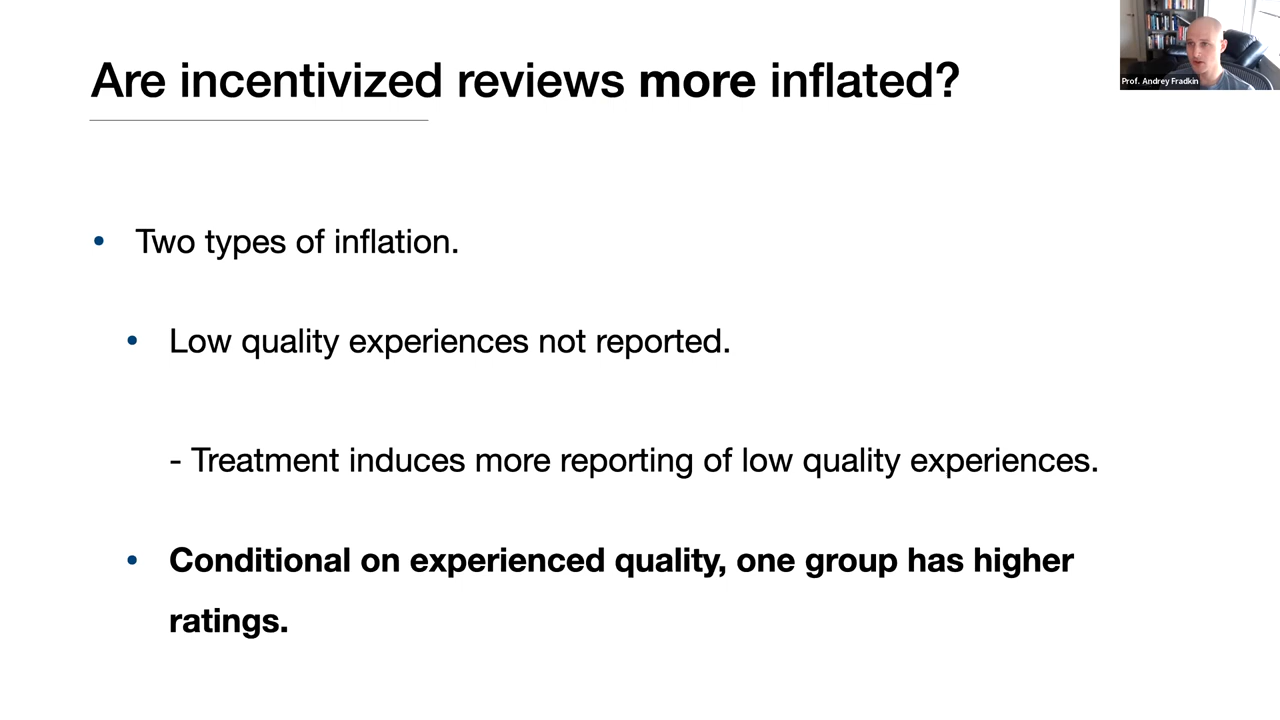 Are incentivized reviews more inflated?
Prof. Andrey Fradkin
• Two types of inflation.
• Low quality experiences not reported.
- Treatment induces more reporting of low quality experiences.
• Conditional on experienced quality, one group has higher
ratings.